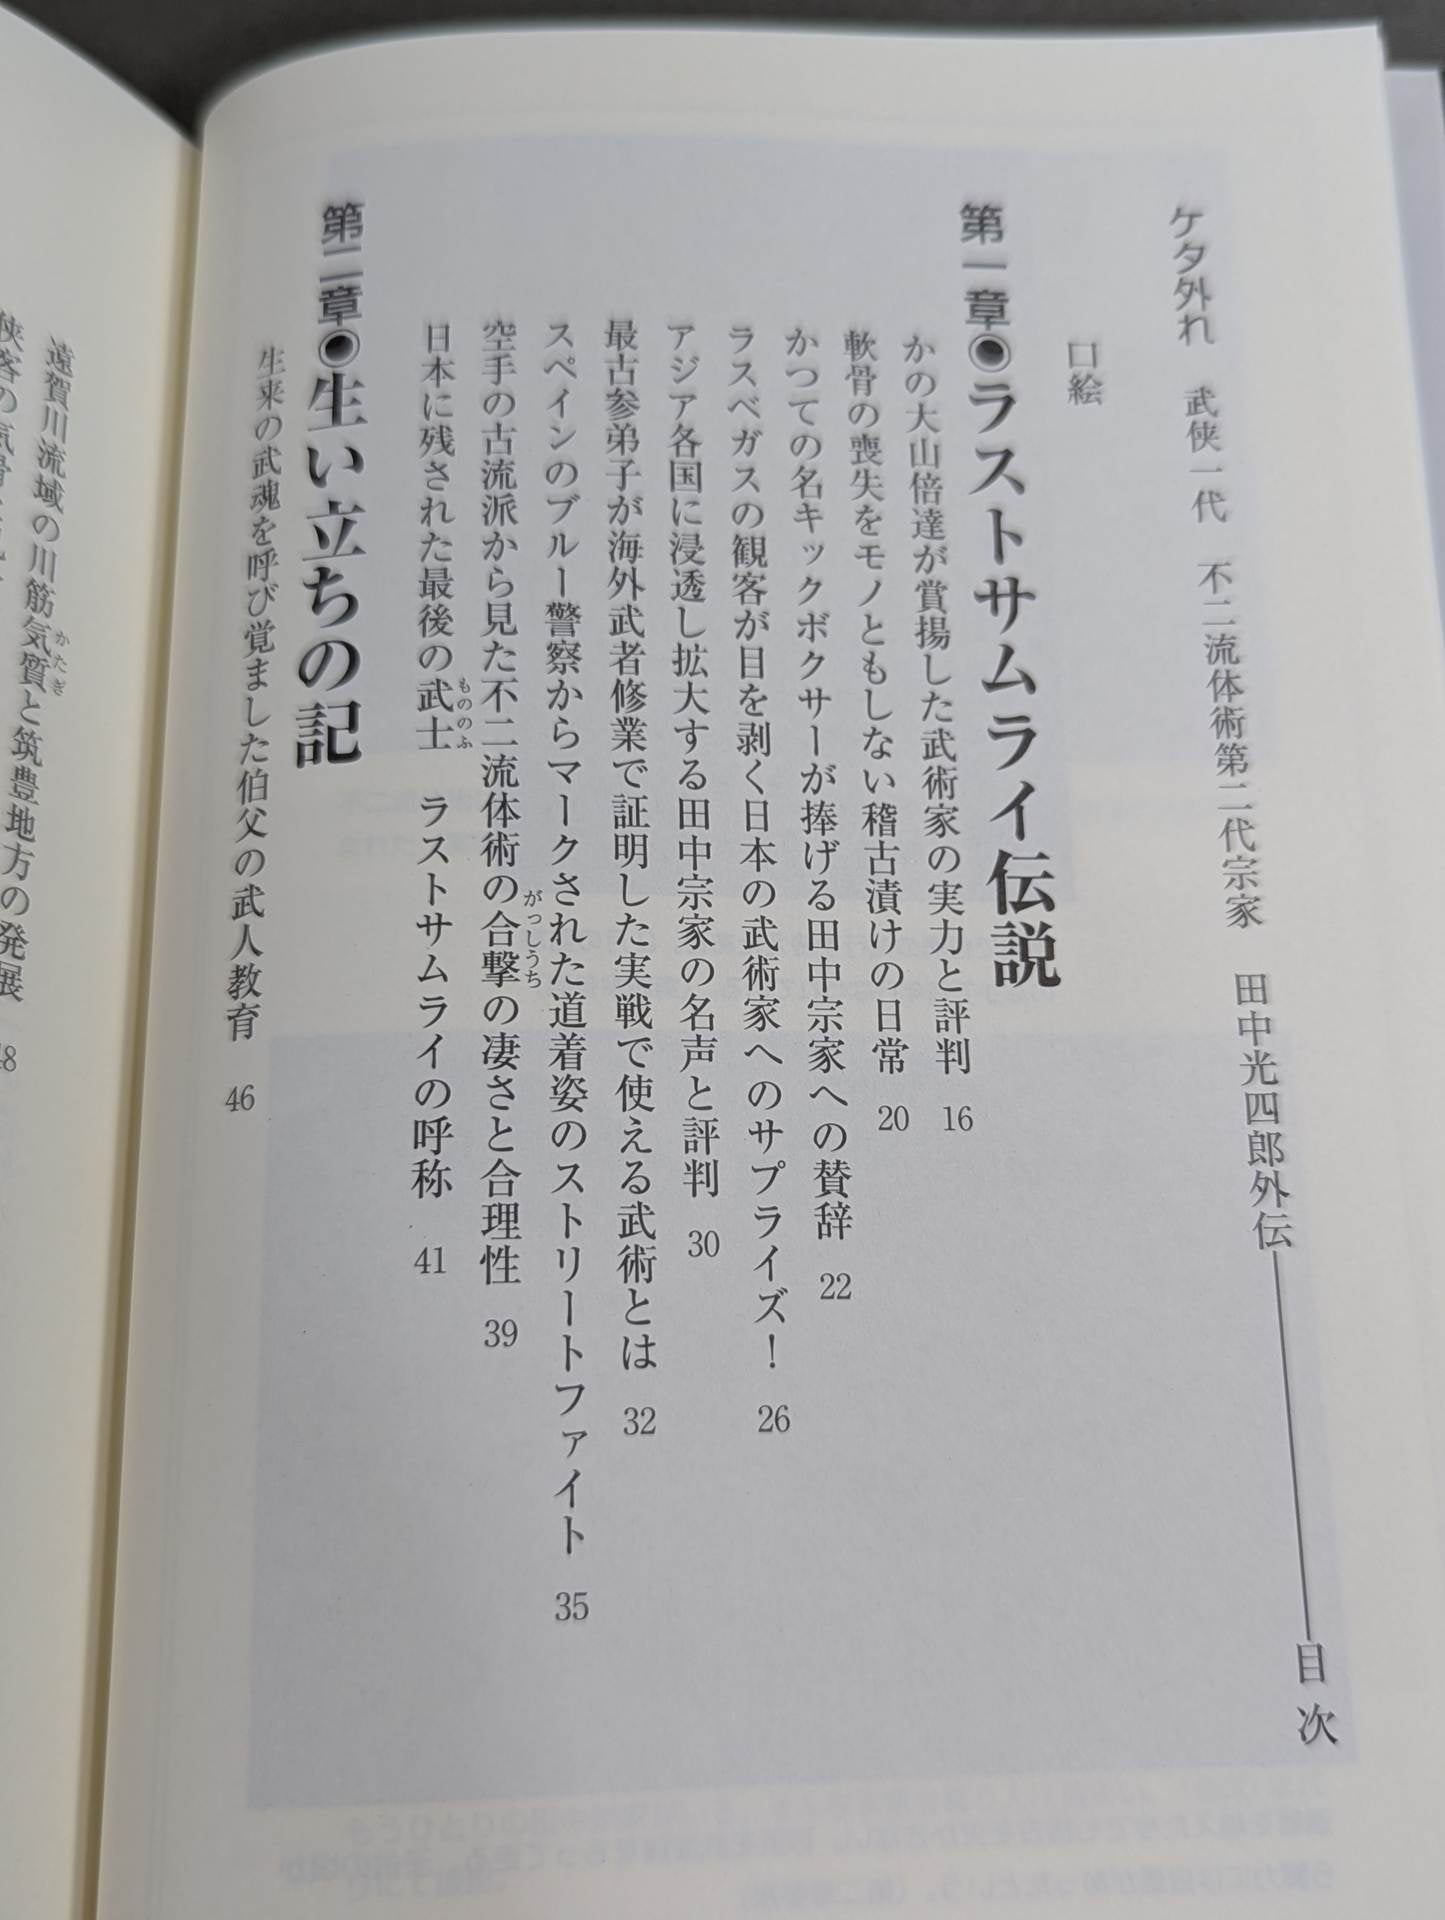 ケタ外れ　武侠一代　不二流体術第二代宗家　田中光四郎外伝――――目次
口絵
第一章◉ラストサムライ伝説
かの大山倍達が賞揚した武術家の実力と評判　16
軟骨の喪失をモノともしない稽古漬けの日常　20
かつての名キックボクサーが捧げる田中宗家への賛辞　22
ラスベガスの観客が目を剥く日本の武術家へのサプライズ！　26
アジア各国に浸透し拡大する田中宗家の名声と評判　30
最古参弟子が海外武者修業で証明した実戦で使える武術とは　32
スペインのブルー警察からマークされた道着姿のストリートファイト　35
空手の古流派から見た不二流体術の合撃の凄さと合理性　39
がっしうち
日本に残された最後の武士　ラストサムライの呼称　41
もののふ
第二章◉生い立ちの記
生来の武魂を呼び覚ました伯父の武人教育　46
遠賀川流域の川筋気質と筑豊地方の発展　48
かたぎ
侠客の